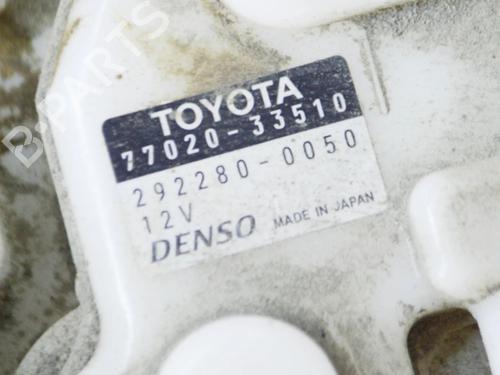 TOYOTA
77020-33510
292280-0050
12V
DENSO MADE IN JAPAN
B-PARTS